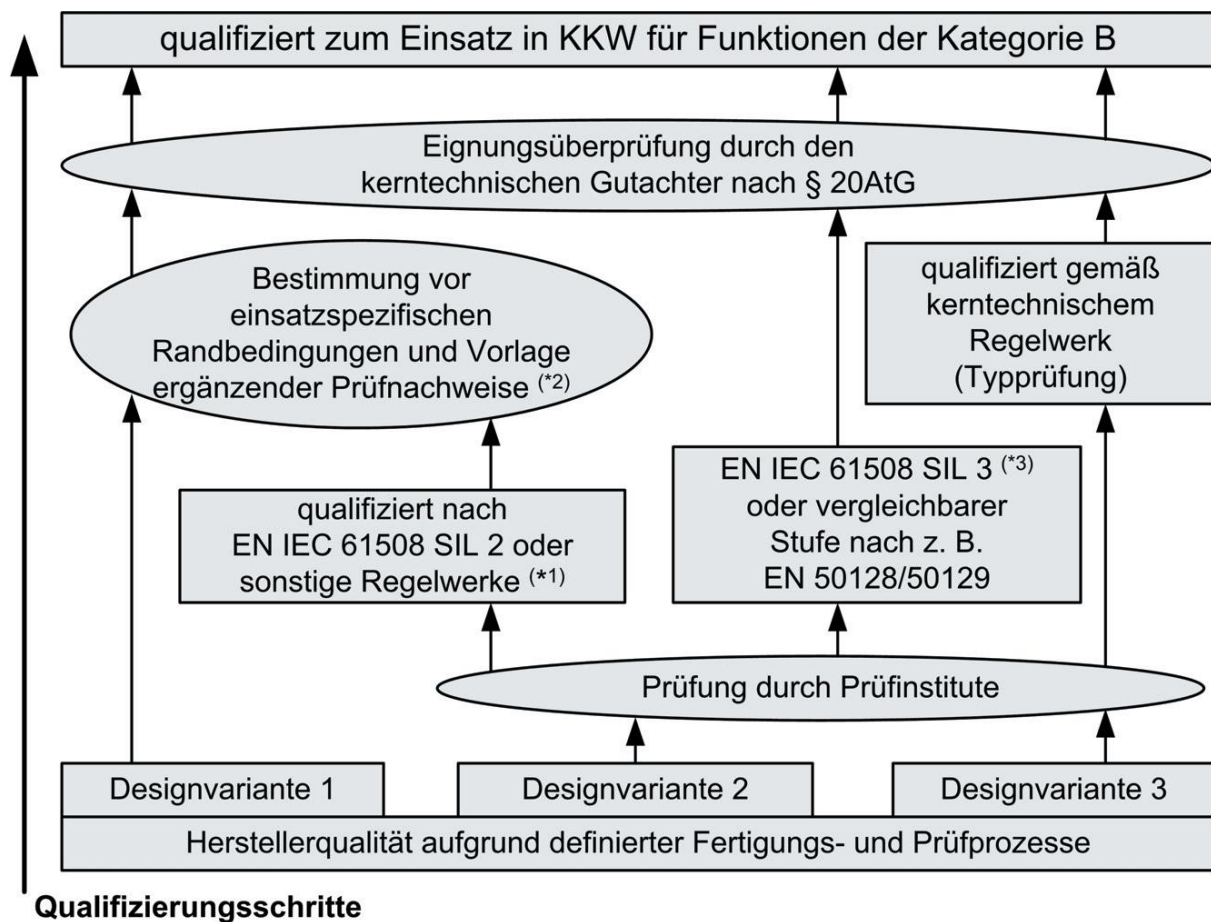 qualifiziert zum Einsatz in KKW für Funktionen der Kategorie B
Eignungsüberprüfung durch den
kerntechnischen Gutachter nach § 20AtG
Bestimmung vor
einsatzspezifischen
Randbedingungen und Vorlage
ergänzender Prüfnachweise (*2)
qualifiziert gemäß
kerntechnischem
Regelwerk
(Typprüfung)
qualifiziert nach
EN IEC 61508 SIL 2 oder
sonstige Regelwerke (*1)
EN IEC 61508 SIL 3 (*3)
oder vergleichbarer
Stufe nach z. B.
EN 50128/50129
Prüfung durch Prüfinstitute
Designvariante 1
Designvariante 2
Designvariante 3
Herstellerqualität aufgrund definierter Fertigungs- und Prüfprozesse
Qualifizierungsschritte